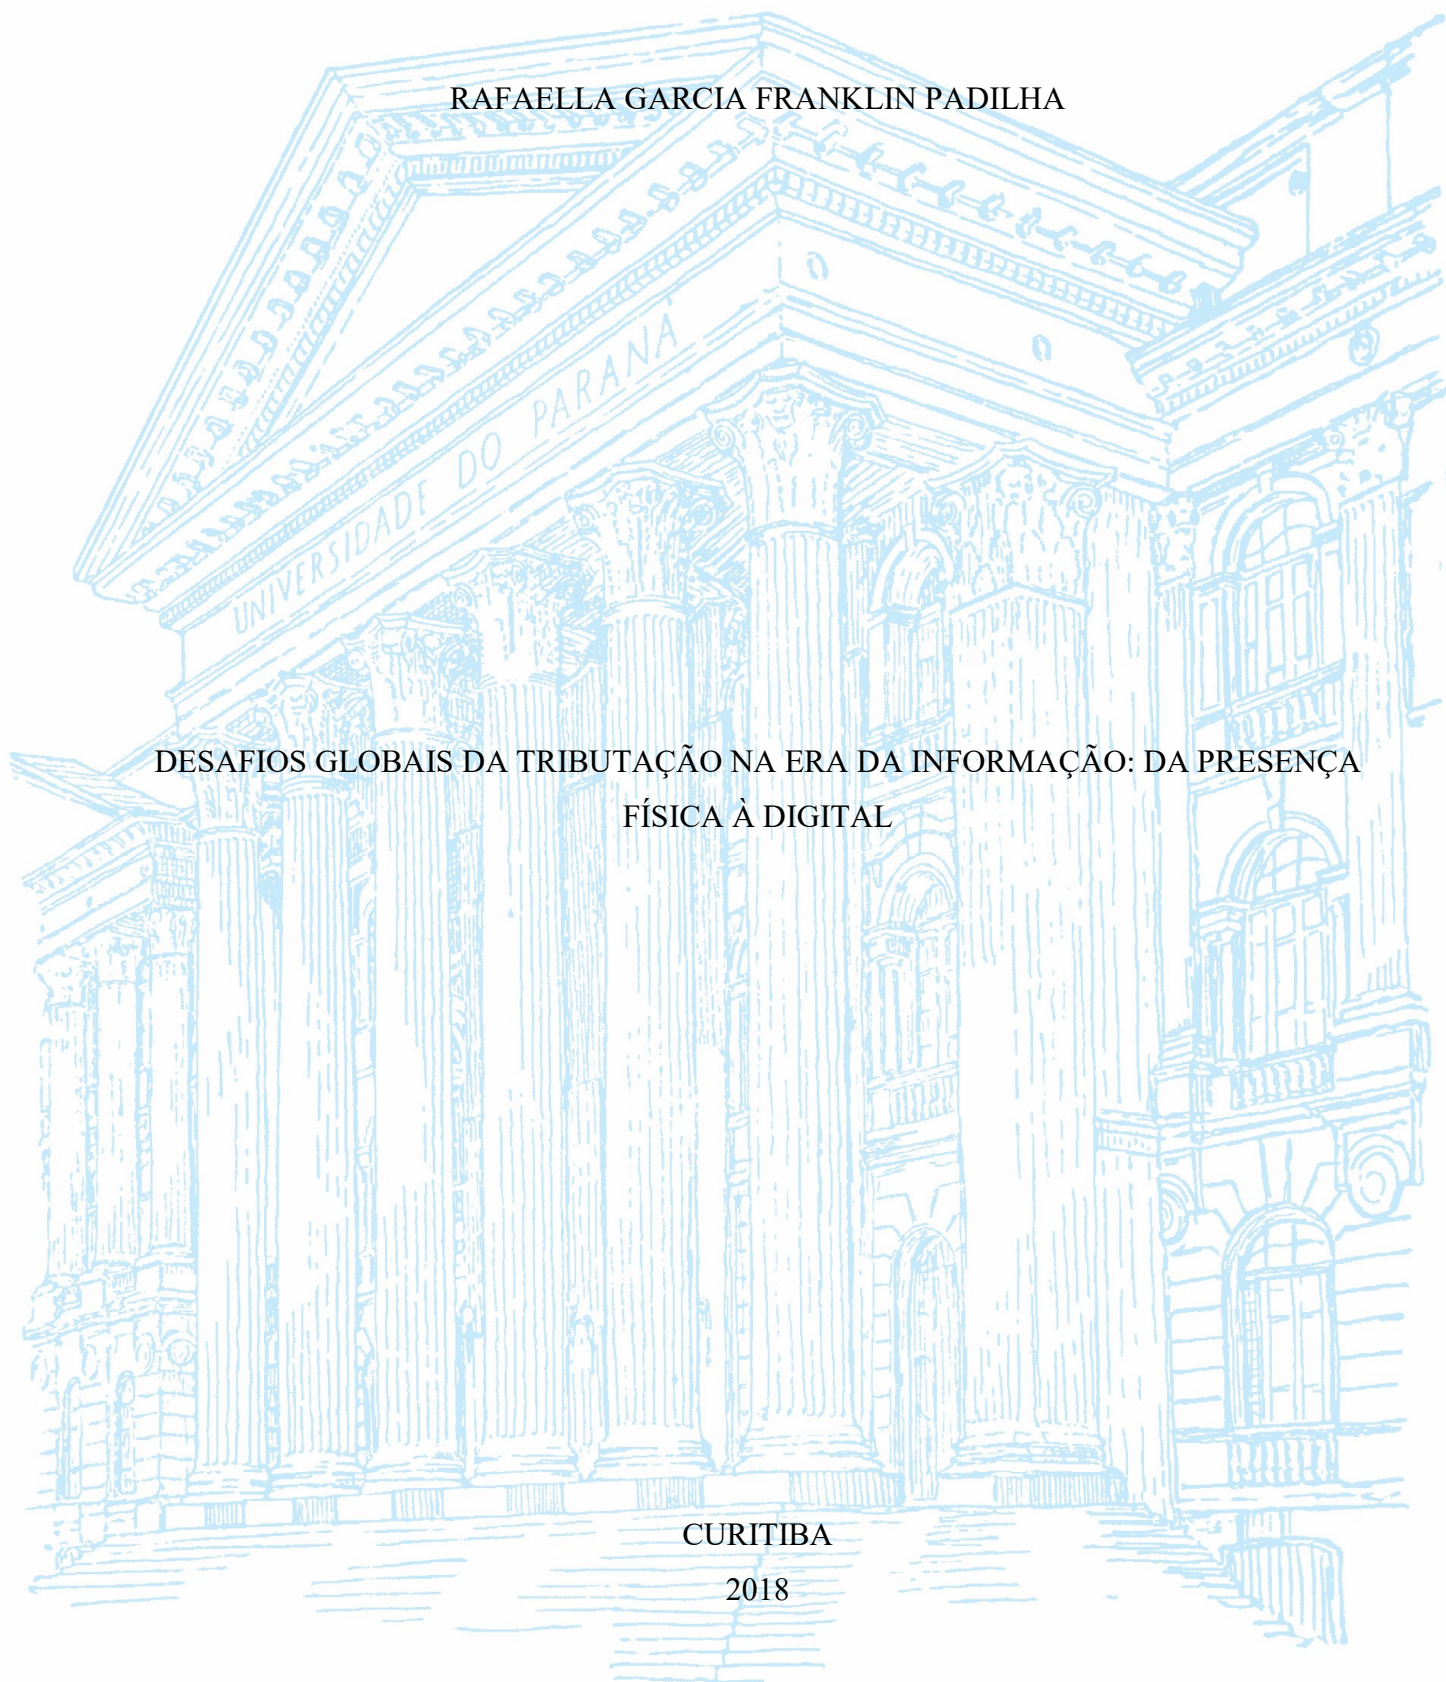 RAFAELLA GARCIA FRANKLIN PADILHA
UNIVERSIDADE DO PARANÁ
DESAFIOS GLOBAIS DA TRIBUTAÇÃO NA ERA DA INFORMAÇÃO: DA PRESENÇA
FÍSICA À DIGITAL
CURITIBA
2018